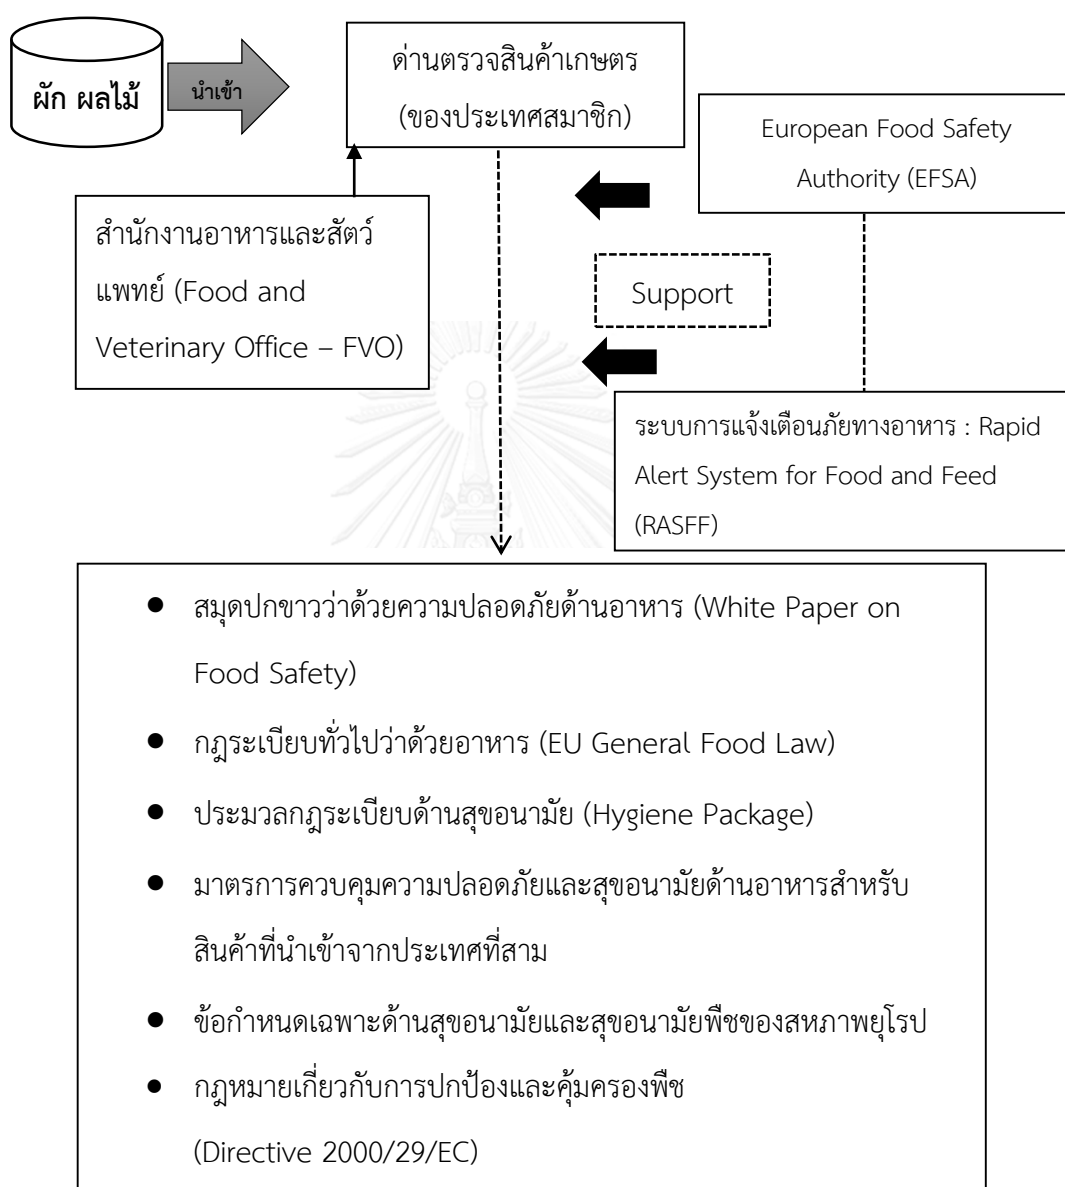 ผัก ผลไม้
นำเข้า
ด่านตรวจสินค้าเกษตร
(ของประเทศสมาชิก)
European Food Safety
Authority (EFSA)
สำนักงานอาหารและสัตว์
แพทย์ (Food and
Veterinary Office – FVO)
Support
ระบบการแจ้งเตือนภัยทางอาหาร : Rapid
Alert System for Food and Feed
(RASFF)
● สมุดปกขาวว่าด้วยความปลอดภัยด้านอาหาร (White Paper on
Food Safety)
● กฎระเบียบทั่วไปว่าด้วยอาหาร (EU General Food Law)
● ประมวลกฎระเบียบด้านสุขอนามัย (Hygiene Package)
● มาตรการควบคุมความปลอดภัยและสุขอนามัยด้านอาหารสำหรับ
สินค้าที่นำเข้าจากประเทศที่สาม
● ข้อกำหนดเฉพาะด้านสุขอนามัยและสุขอนามัยพืชของสหภาพยุโรป
● กฎหมายเกี่ยวกับการปกป้องและคุ้มครองพืช
(Directive 2000/29/EC)